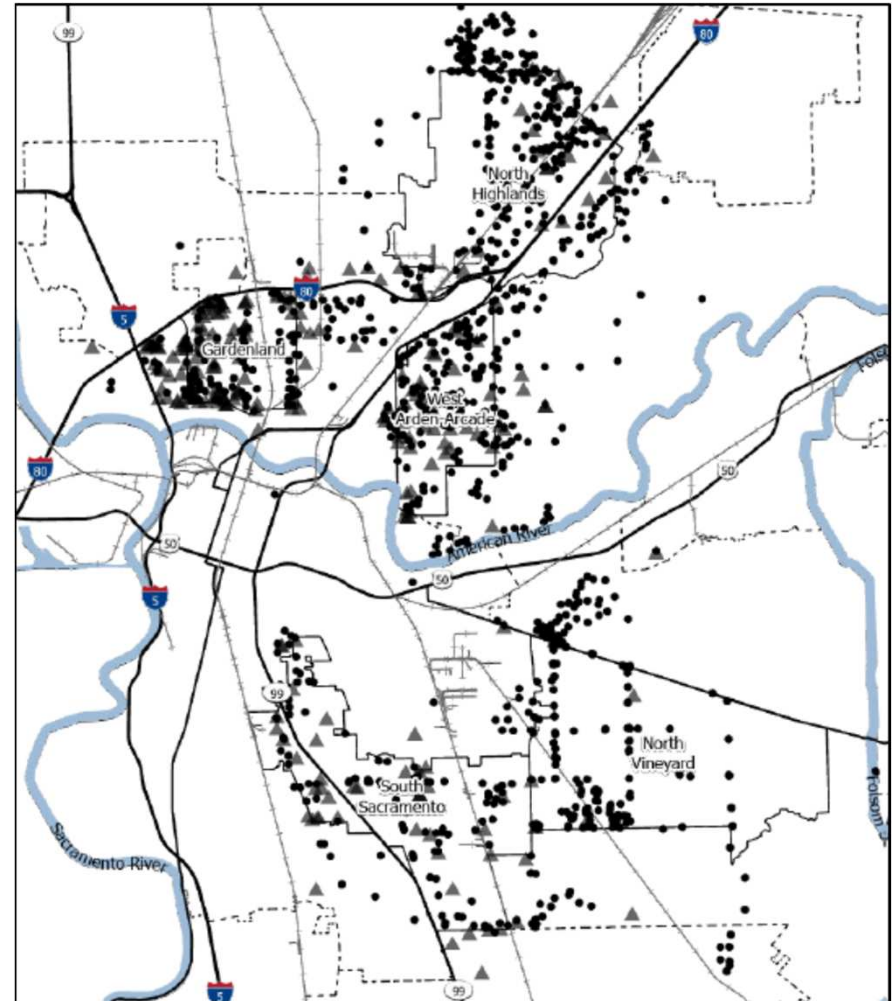 99
80
North
Highlands
80
5
Gardenland
West
Arden-Arcade
80
50
50
American River
50
5
99
North
Vineyard
South
Sacramento
Sacramento River
Folsom
99
5